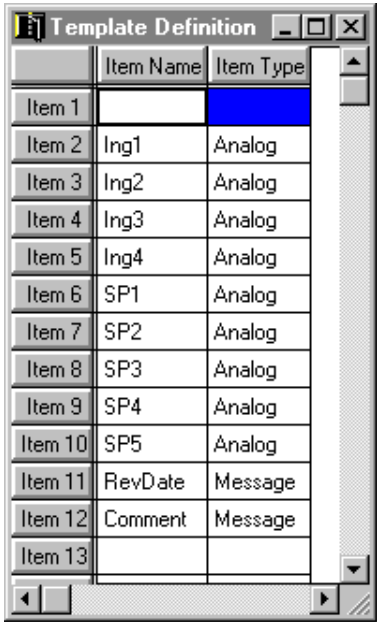 Template Definition
Item Name Item Type
Item 1
Item 2 Ing1 Analog
Item 3 Ing2 Analog
Item 4 Ing3 Analog
Item 5 Ing4 Analog
Item 6 SP1 Analog
Item 7 SP2 Analog
Item 8 SP3 Analog
Item 9 SP4 Analog
Item 10 SP5 Analog
Item 11 RevDate Message
Item 12 Comment Message
Item 13